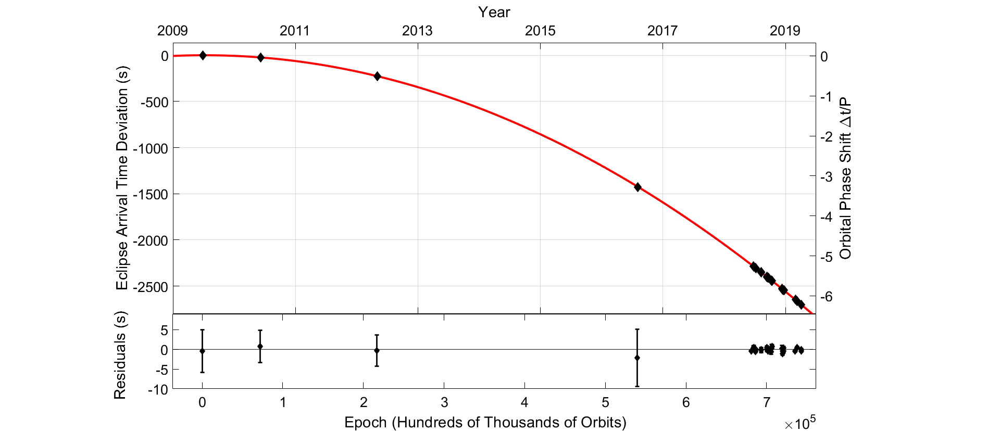 Year
2009 2011 2013 2015 2017 2019
Eclipse Arrival Time Deviation (s)
0
-500
-1000
-1500
-2000
-2500
0
-1
-2
-3
-4
-5
-6
Orbital Phase Shift Δt/P
Residuals (s)
5
0
-5
-10
0 1 2 3 4 5 6 7
Epoch (Hundreds of Thousands of Orbits)
×10⁵